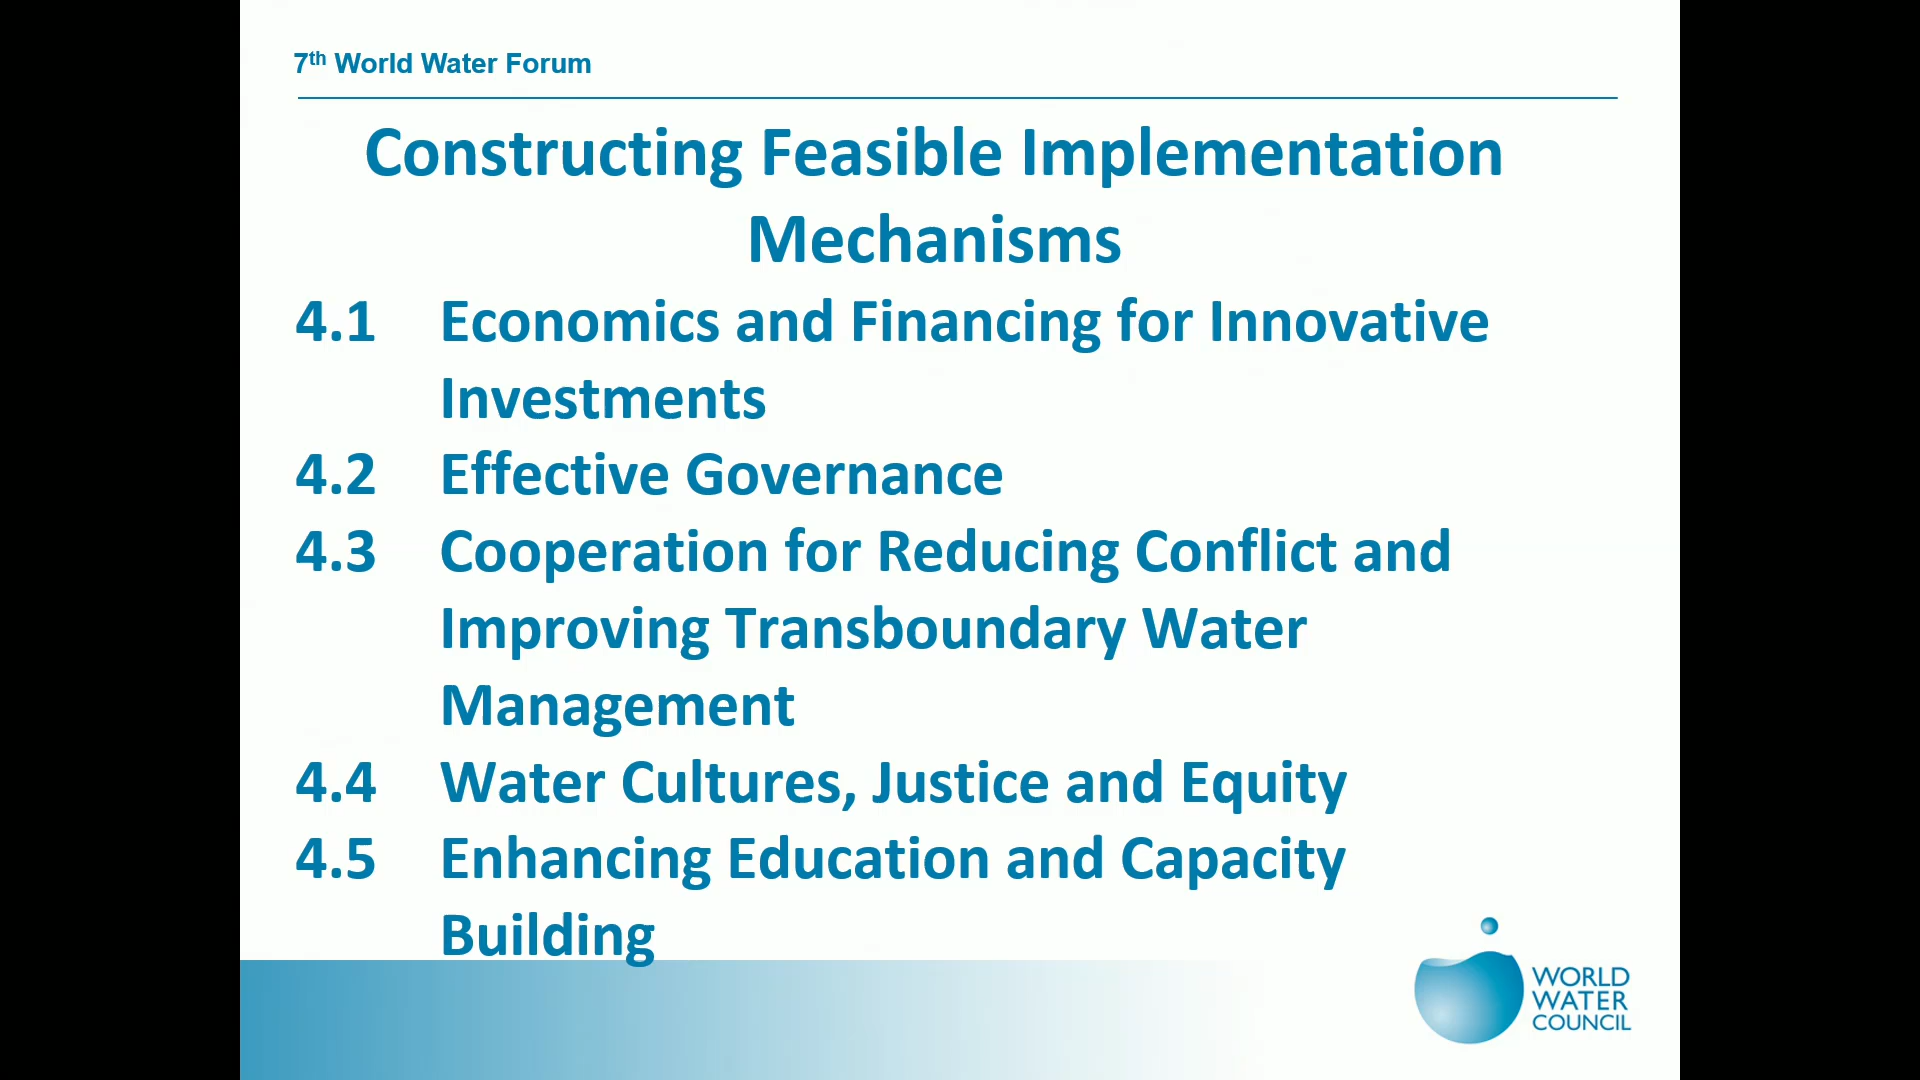 7th World Water Forum
Constructing Feasible Implementation
Mechanisms
4.1 Economics and Financing for Innovative
Investments
4.2 Effective Governance
4.3 Cooperation for Reducing Conflict and
Improving Transboundary Water
Management
4.4 Water Cultures, Justice and Equity
4.5 Enhancing Education and Capacity
Building
WORLD
WATER
COUNCIL